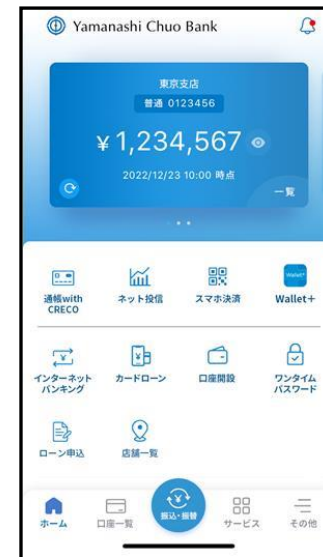 Yamanashi Chuo Bank
東京支店
普通 0123456
¥ 1,234,567
2022/12/23 10:00 時点
一覧
通帳with
CRECO
ネット投信
スマホ決済
Wallet+
Wallet+
インターネット
バンキング
カードローン
口座開設
ワンタイム
パスワード
ローン申込
店舗一覧
ホーム
口座一覧
振込・振替
サービス
その他